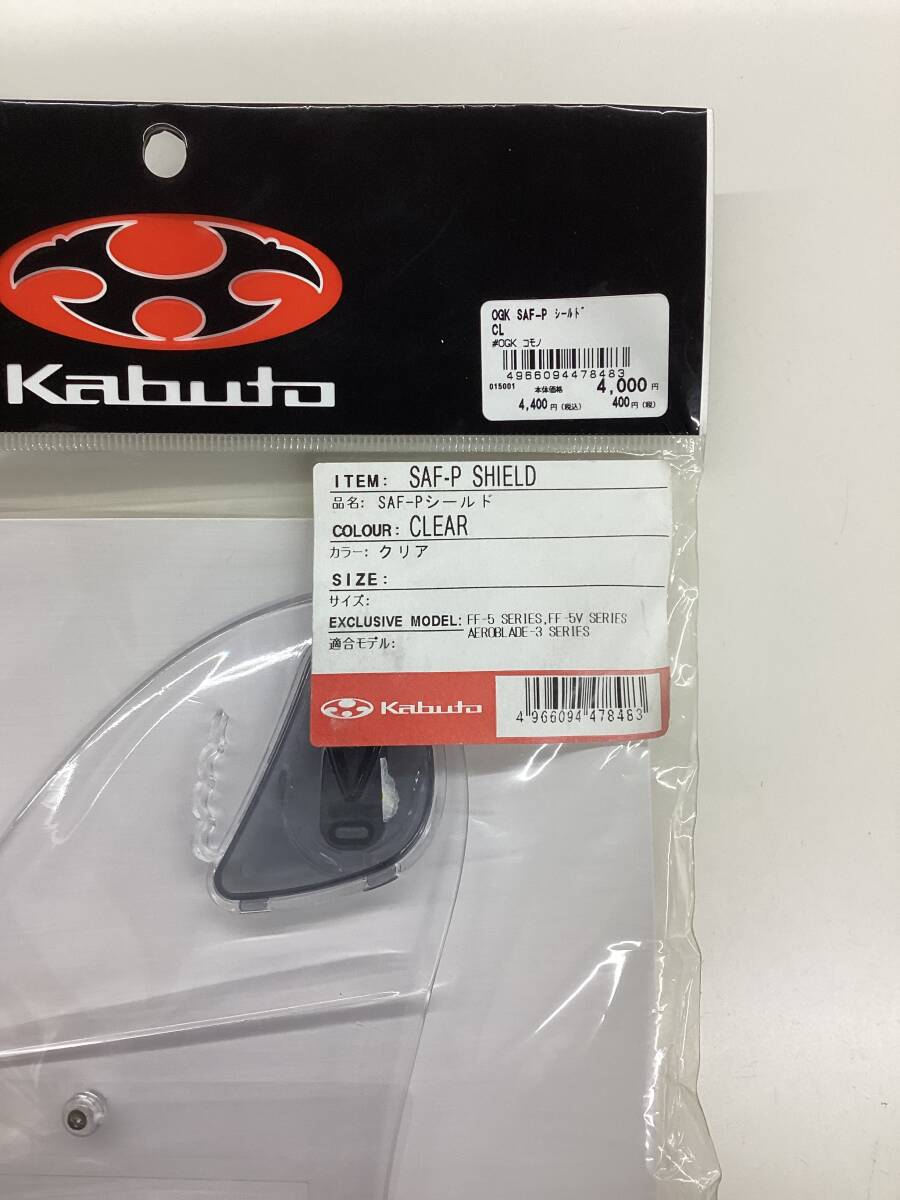 Kabuto
OGK SAF-P シールド
CL
#OGK コモノ
4966094478483
015001 本体価格 4,000円
4,400円(税込) 400円(税)
ITEM: SAF-P SHIELD
品名: SAF-Pシールド
COLOUR: CLEAR
カラー: クリア
SIZE:
サイズ:
EXCLUSIVE MODEL: FF-5 SERIES,FF-5V SERIES
AEROBLADE-3 SERIES
適合モデル:
Kabuto
4 966094 478483